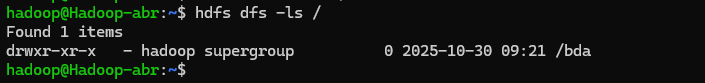 hadoop@Hadoop-abr:~$ hdfs dfs -ls /
Found 1 items
drwxr-xr-x   - hadoop supergroup          0 2025-10-30 09:21 /bda
hadoop@Hadoop-abr:~$